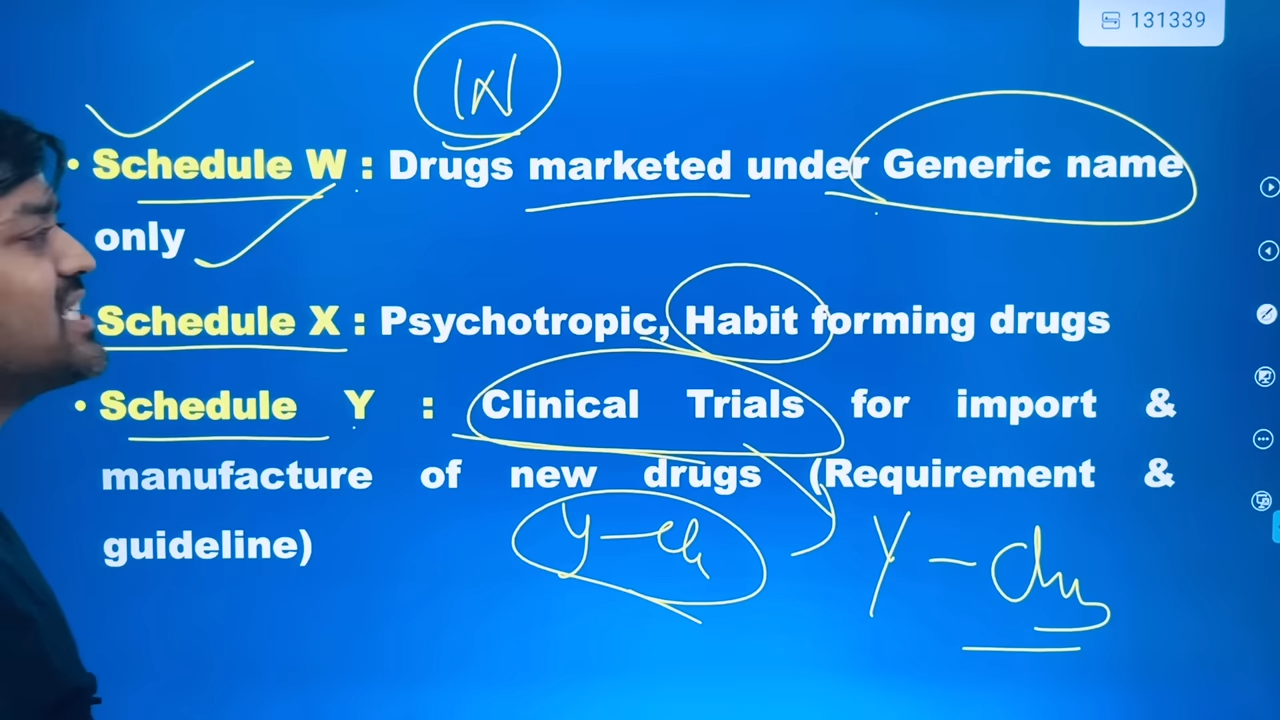 131339
W
• Schedule W : Drugs marketed under Generic name
only
Schedule X : Psychotropic, Habit forming drugs
• Schedule Y : Clinical Trials for import &
manufacture of new drugs (Requirement &
guideline)